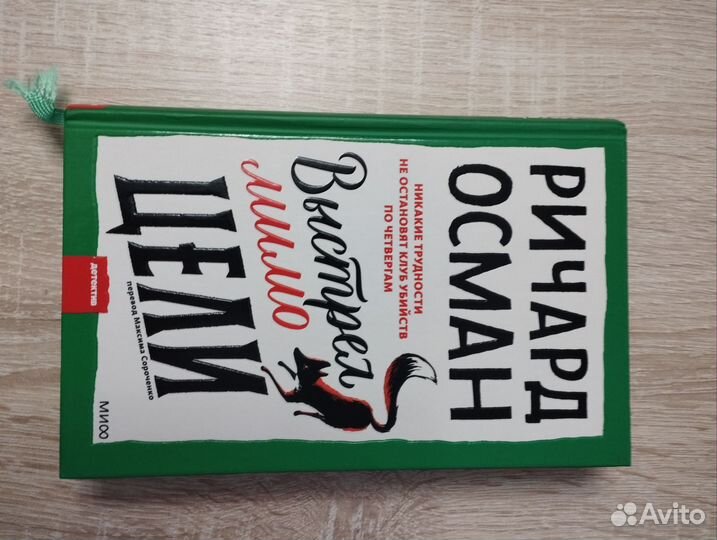 РИЧАРД
ОСМАН
НИКАКИЕ ТРУДНОСТИ
НЕ ОСТАНОВЯТ КЛУБ УБИЙСТВ
ПО ЧЕТВЕРГАМ
Выстрел
мимо
ЦЕЛИ
детектив
перевод Максима Сороченко
МИФ
Avito